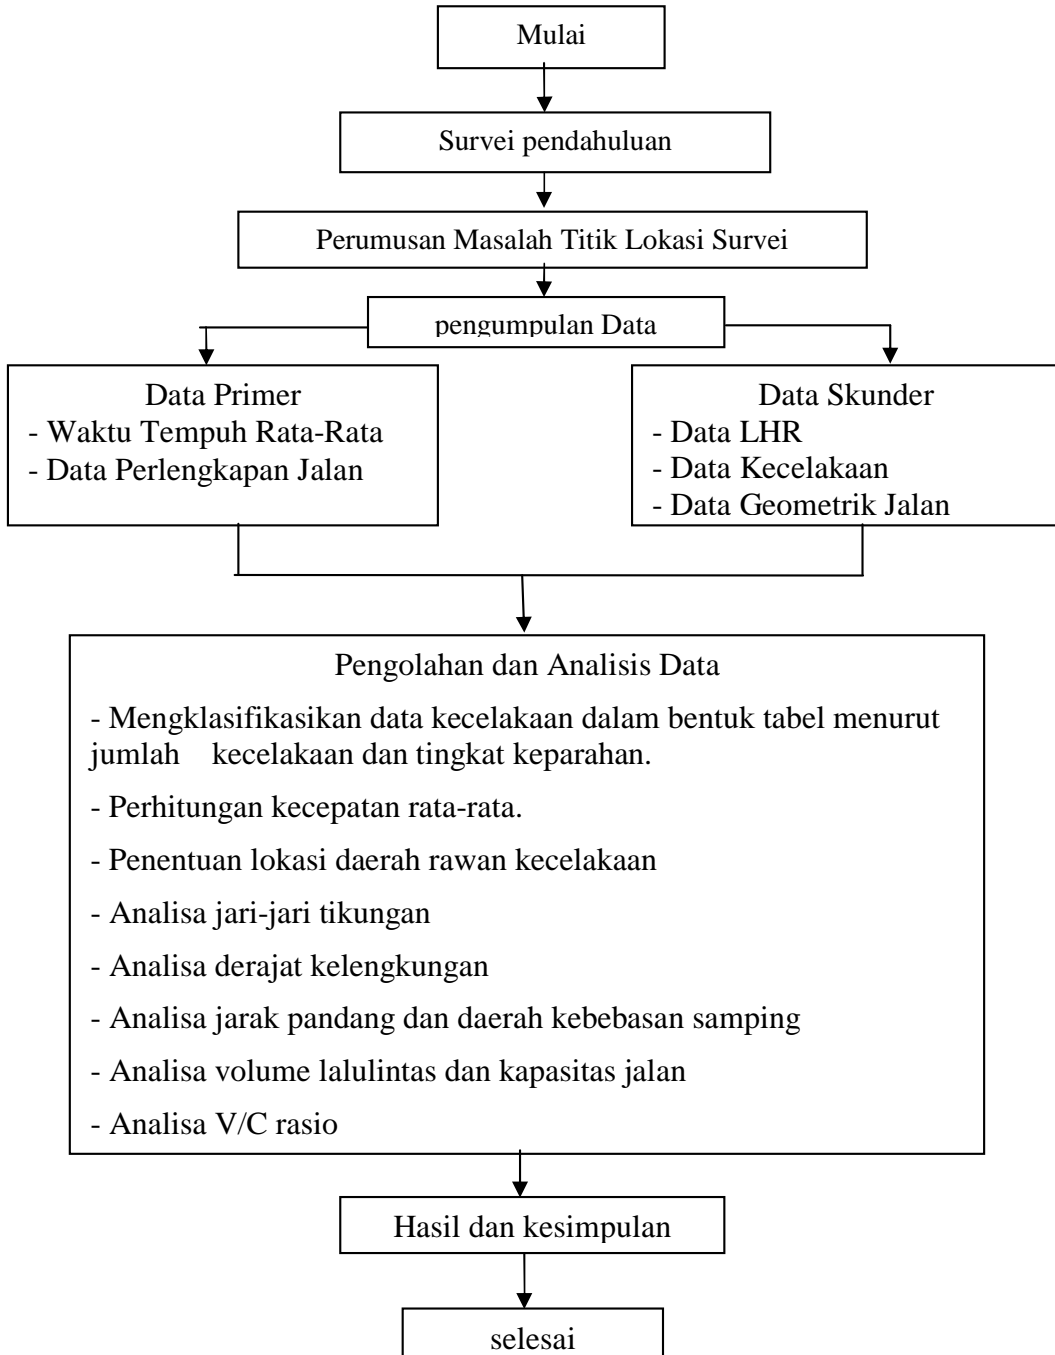 Mulai
Survei pendahuluan
Perumusan Masalah Titik Lokasi Survei
pengumpulan Data
Data Primer
- Waktu Tempuh Rata-Rata
- Data Perlengkapan Jalan
Data Skunder
- Data LHR
- Data Kecelakaan
- Data Geometrik Jalan
Pengolahan dan Analisis Data
- Mengklasifikasikan data kecelakaan dalam bentuk tabel menurut
jumlah kecelakaan dan tingkat keparahan.
- Perhitungan kecepatan rata-rata.
- Penentuan lokasi daerah rawan kecelakaan
- Analisa jari-jari tikungan
- Analisa derajat kelengkungan
- Analisa jarak pandang dan daerah kebebasan samping
- Analisa volume lalulintas dan kapasitas jalan
- Analisa V/C rasio
Hasil dan kesimpulan
selesai